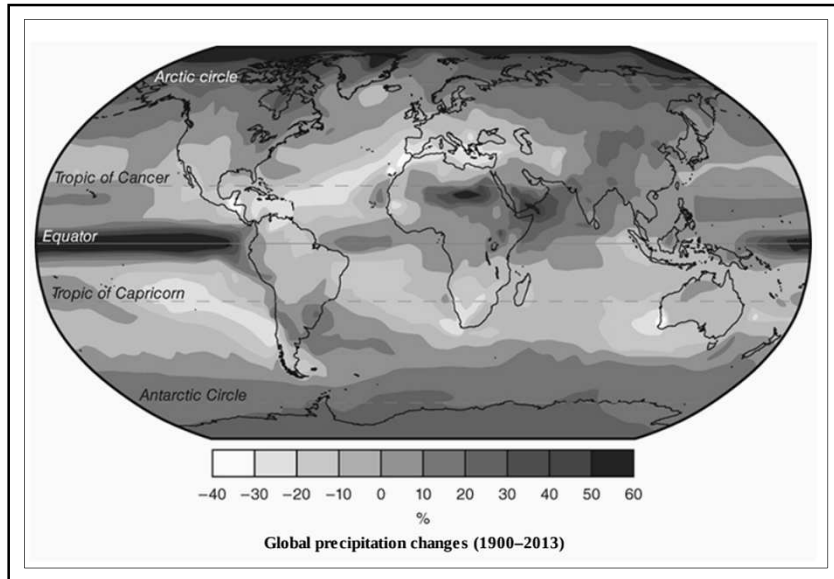 Arctic circle
Tropic of Cancer
Equator
Tropic of Capricorn
Antarctic Circle
−40 −30 −20 −10 0 10 20 30 40 50 60
%
Global precipitation changes (1900–2013)